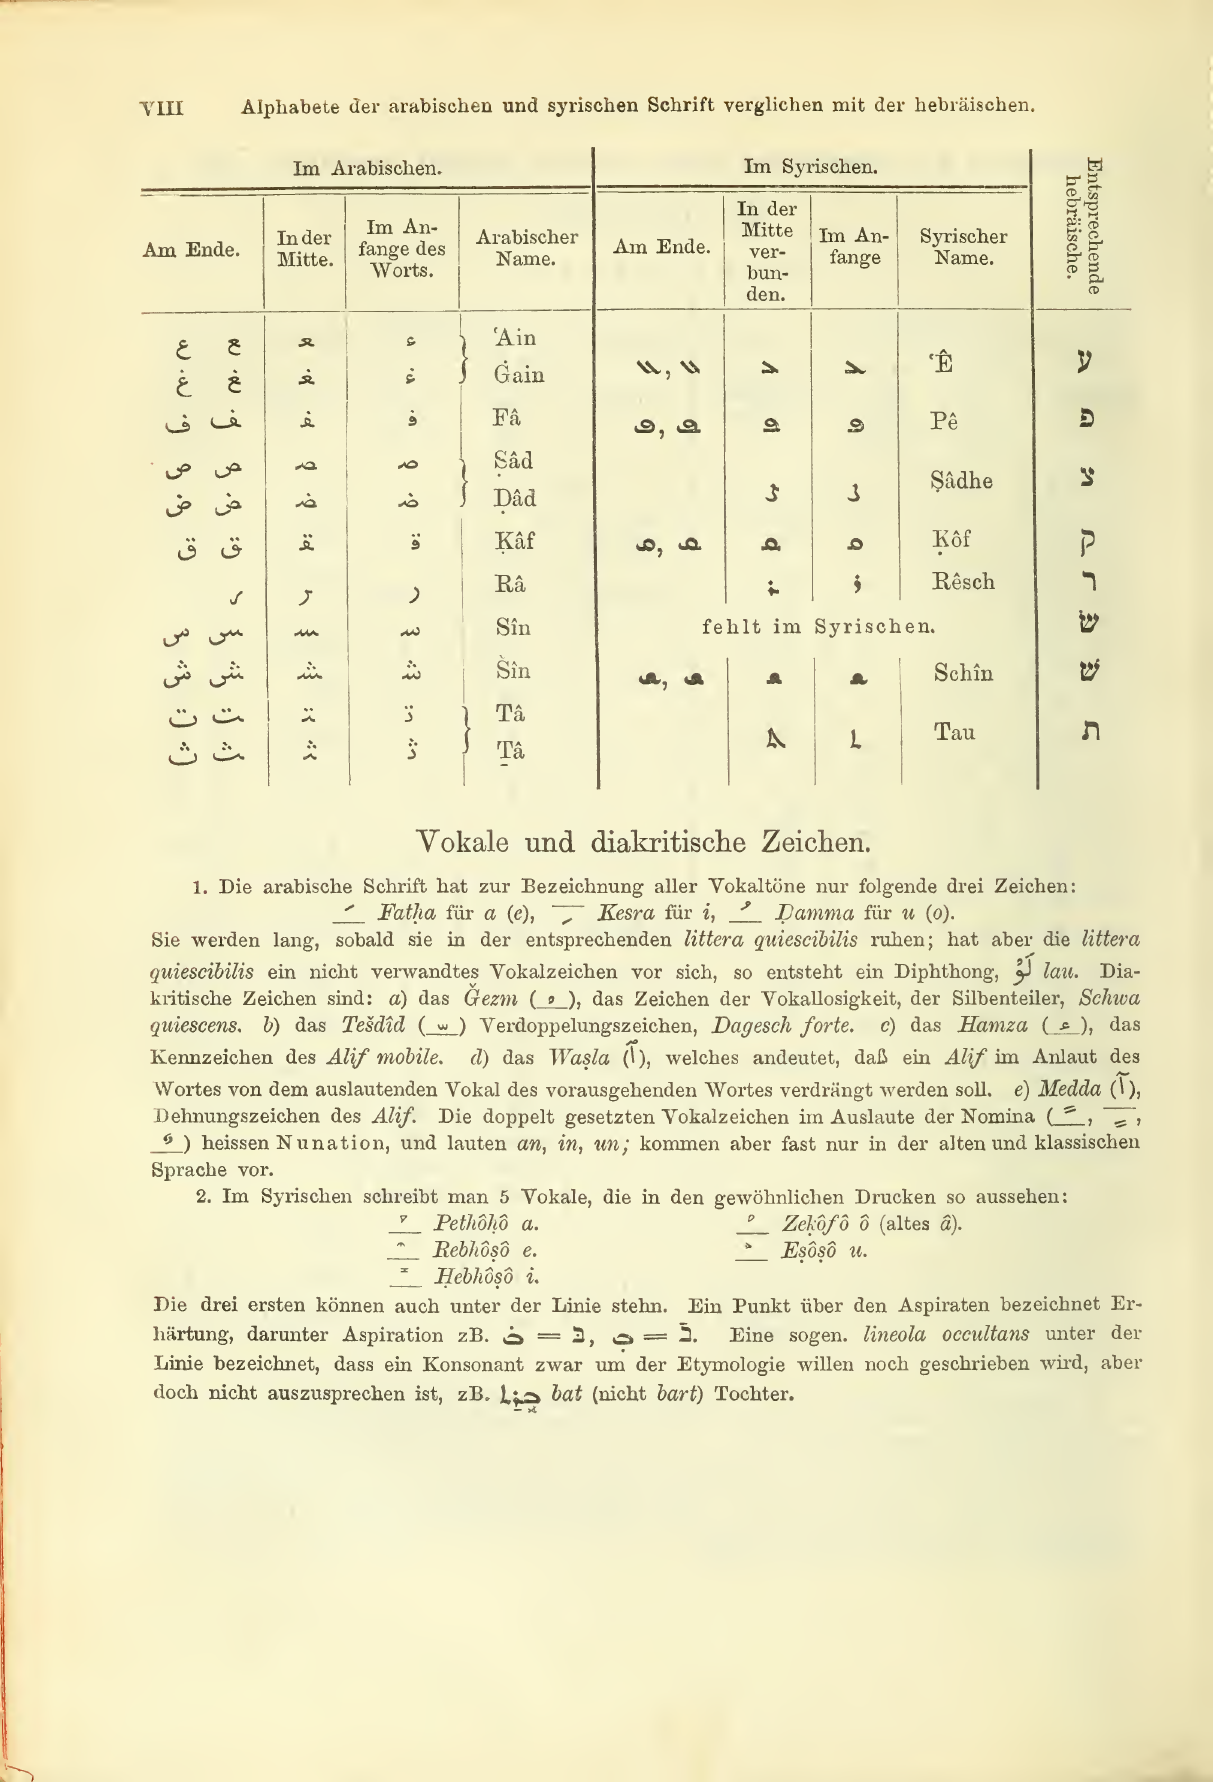 VIII Alphabete der arabischen und syrischen Schrift verglichen mit der hebräischen.
Im Arabischen. Im Syrischen. Entsprechende hebräische.
Am Ende. In der Mitte. Im Anfange des Worts. Arabischer Name. Am Ende. In der Mitte verbunden. Im Anfange Syrischer Name.
ع ـع ـعـ عـ ʿAin ܥ ʿÊ ע
غ ـغ ـغـ غـ Ġain
ف ـف ـفـ فـ Fâ ܦ Pê פ
ص ـص ـصـ صـ Ṣâd ܨ Ṣâdhe צ
ض ـض ـضـ ضـ Ḍâd
ق ـق ـقـ قـ Ḳâf ܩ Ḳôf ק
ر Râ ܪ Rêsch ר
س ـس ـسـ سـ Sîn fehlt im Syrischen. שׂ
ش ـش ـشـ شـ Šîn ܫ Schîn שׁ
ت ـت ـتـ تـ Tâ ܬ Tau ת
ث ـث ـثـ ثـ Ṯâ
Vokale und diakritische Zeichen.
1. Die arabische Schrift hat zur Bezeichnung aller Vokaltöne nur folgende drei Zeichen:
Fatḥa für a (e), Kesra für i, Ḍamma für u (o).
Sie werden lang, sobald sie in der entsprechenden littera quiescibilis ruhen; hat aber die littera
quiescibilis ein nicht verwandtes Vokalzeichen vor sich, so entsteht ein Diphthong, لَوْ lau. Dia-
kritische Zeichen sind: a) das Ǧezm ( ْ ), das Zeichen der Vokallosigkeit, der Silbenteiler, Schwa
quiescens. b) das Tešdîd ( ّ ) Verdoppelungszeichen, Dagesch forte. c) das Hamza ( ء ), das
Kennzeichen des Alif mobile. d) das Waṣla (ٱ), welches andeutet, daß ein Alif im Anlaut des
Wortes von dem auslautenden Vokal des vorausgehenden Wortes verdrängt werden soll. e) Medda (آ),
Dehnungszeichen des Alif. Die doppelt gesetzten Vokalzeichen im Auslaute der Nomina ( ً , ٍ ,
ٌ ) heissen Nunation, und lauten an, in, un; kommen aber fast nur in der alten und klassischen
Sprache vor.
2. Im Syrischen schreibt man 5 Vokale, die in den gewöhnlichen Drucken so aussehen:
Pethôḥô a. Zeḳôfô ô (altes â).
Rebhôṣô e. Eṣôṣô u.
Ḥebhôṣô i.
Die drei ersten können auch unter der Linie stehn. Ein Punkt über den Aspiraten bezeichnet Er-
härtung, darunter Aspiration zB. ܒ݁ = בּ, ܒ݂ = בֿ. Eine sogen. lineola occultans unter der
Linie bezeichnet, dass ein Konsonant zwar um der Etymologie willen noch geschrieben wird, aber
doch nicht auszusprechen ist, zB. ܒܪܬ bat (nicht bart) Tochter.